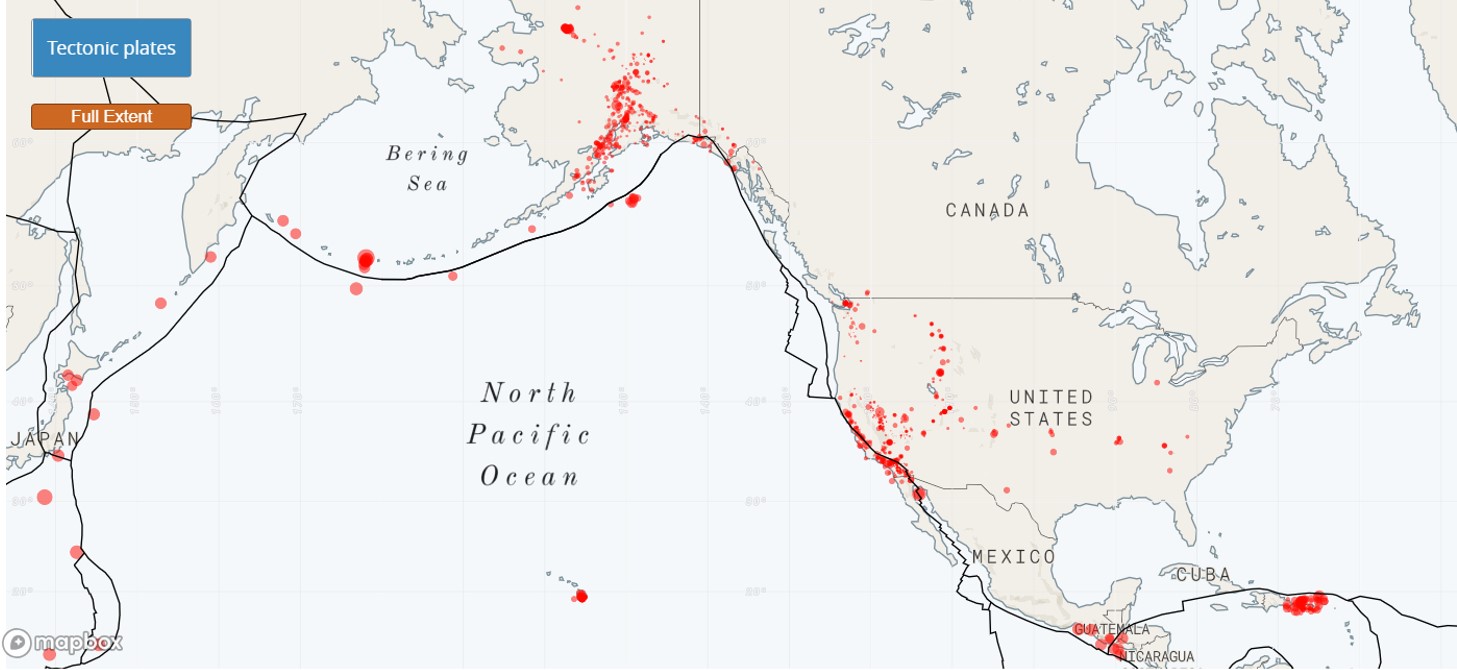 Tectonic plates
Full Extent
Bering
Sea
CANADA
North
Pacific
Ocean
UNITED
STATES
JAPAN
MEXICO
CUBA
GUATEMALA
NICARAGUA
mapbox